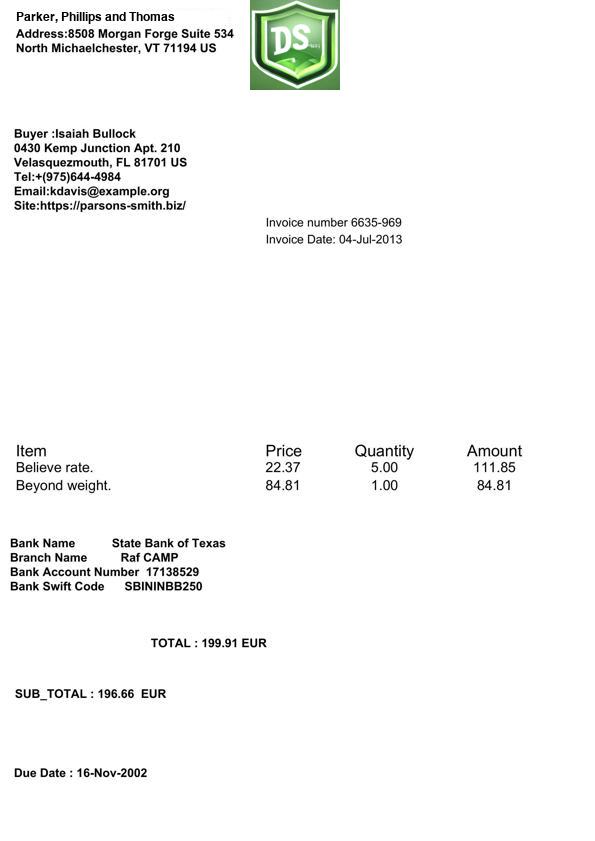 Parker, Phillips and Thomas
Address:8508 Morgan Forge Suite 534
North Michaelchester, VT 71194 US
DS
Buyer :Isaiah Bullock
0430 Kemp Junction Apt. 210
Velasquezmouth, FL 81701 US
Tel:+(975)644-4984
Email:kdavis@example.org
Site:https://parsons-smith.biz/
Invoice number 6635-969
Invoice Date: 04-Jul-2013
Item Price Quantity Amount
Believe rate. 22.37 5.00 111.85
Beyond weight. 84.81 1.00 84.81
Bank Name State Bank of Texas
Branch Name Raf CAMP
Bank Account Number 17138529
Bank Swift Code SBININBB250
TOTAL : 199.91 EUR
SUB_TOTAL : 196.66 EUR
Due Date : 16-Nov-2002